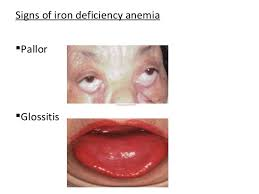 Signs of iron deficiency anemia
▪Pallor
▪Glossitis